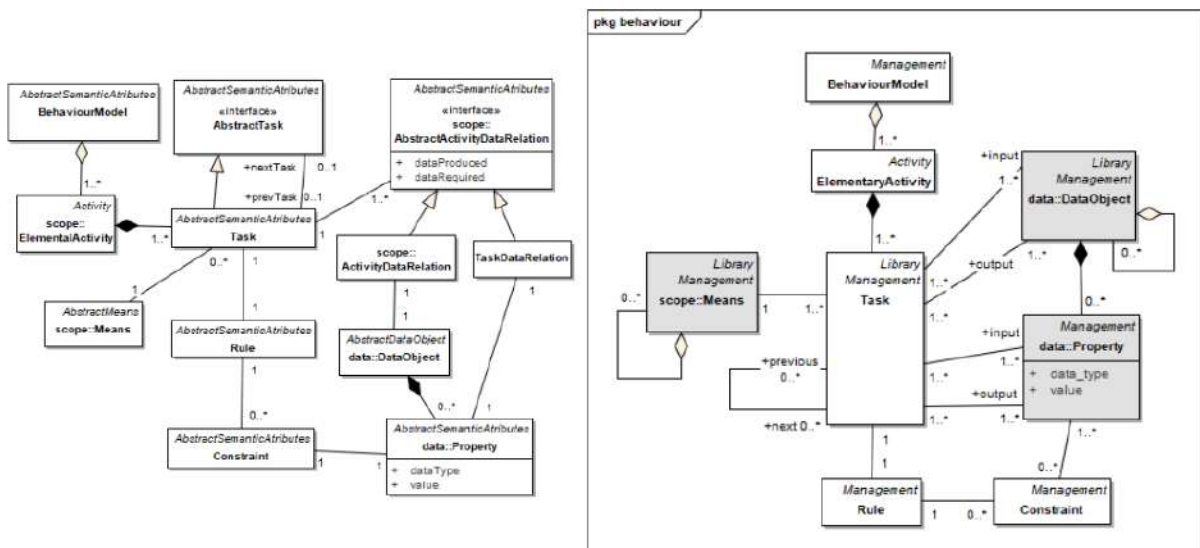 AbstractSemanticAtributes
BehaviourModel
1..*
Activity
scope::
ElementalActivity
1..*
AbstractSemanticAtributes
«interface»
AbstractTask
+nextTask
0..1
+prevTask
0..1
AbstractSemanticAtributes
Task
0..*
1
1
1..*
AbstractSemanticAtributes
«interface»
scope::
AbstractActivityDataRelation
+ dataProduced
+ dataRequired
scope::
ActivityDataRelation
1
TaskDataRelation
1
1
AbstractMeans
scope::Means
1
AbstractSemanticAtributes
Rule
1
0..*
AbstractSemanticAtributes
Constraint
1
1
1
AbstractDataObject
data::DataObject
0..*
1
AbstractSemanticAtributes
data::Property
+ dataType
+ value
pkg behaviour
Management
BehaviourModel
1..*
Activity
ElementaryActivity
1..*
+input
1..*
Library
Management
data::DataObject
0..*
+output
1..*
1..*
1..*
Library
Management
scope::Means
0..*
1
1..*
Library
Management
Task
0..*
+input
1..*
1..*
Management
data::Property
+ data_type
+ value
+previous
0..*
+output
1..*
1..*
+next 0..*
1
1
1..*
0..*
Management
Rule
1
0..*
Management
Constraint